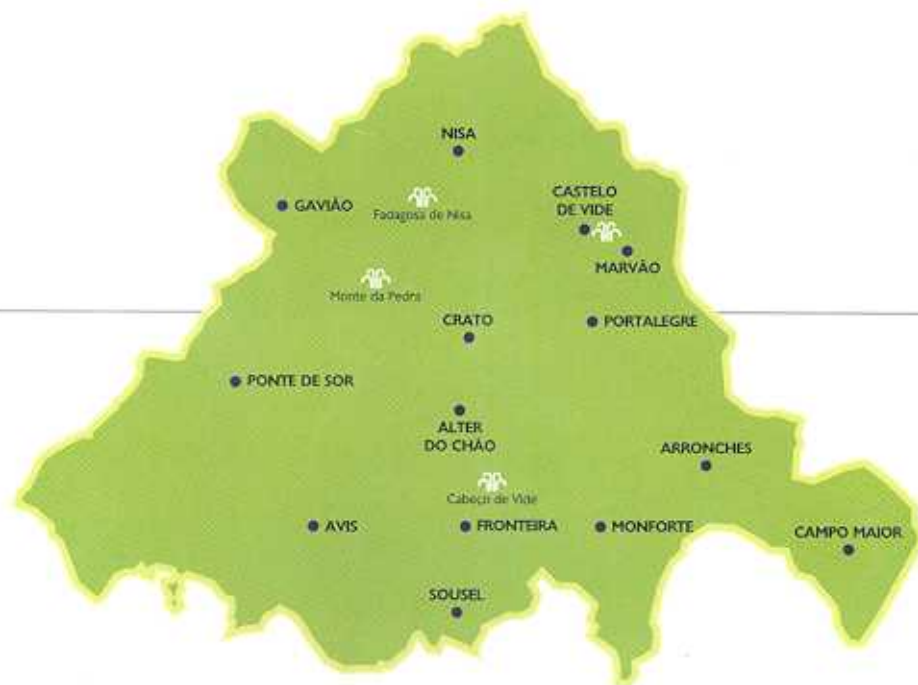 NISA
GAVIÃO
Fadagosa de Nisa
CASTELO
DE VIDE
MARVÃO
Monte da Pedra
CRATO
PORTALEGRE
PONTE DE SOR
ALTER
DO CHÃO
ARRONCHES
Cabeço de Vide
AVIS
FRONTEIRA
MONFORTE
CAMPO MAIOR
SOUSEL